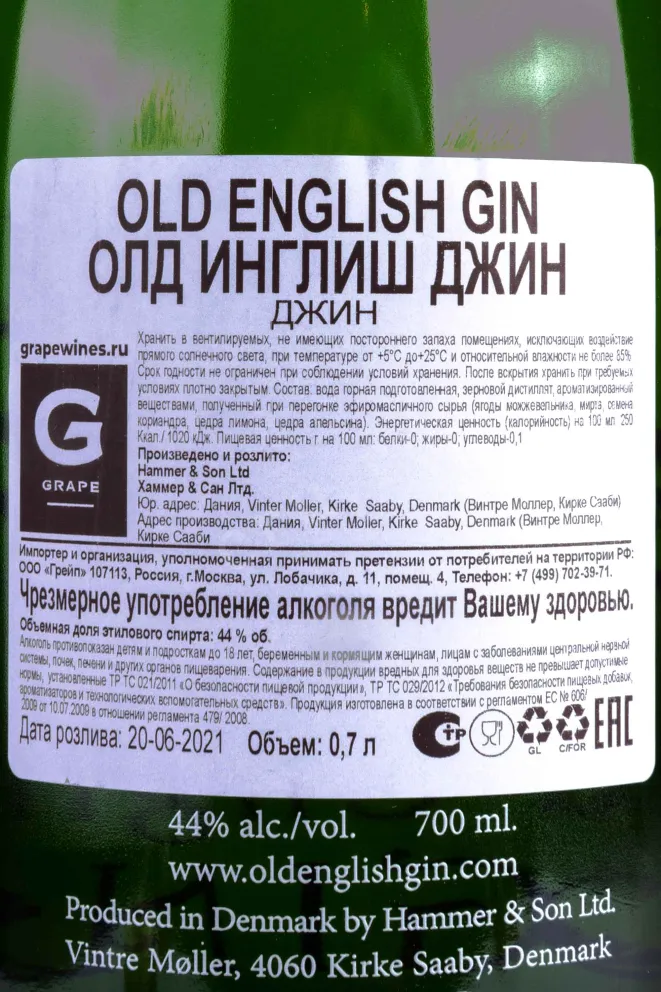 OLD ENGLISH GIN
ОЛД ИНГЛИШ ДЖИН
ДЖИН
grapewines.ru
G
GRAPE
Хранить в вентилируемых, не имеющих постороннего запаха помещениях, исключающих воздействие
прямого солнечного света, при температуре от +5°С до+25°С и относительной влажности не более 85%
Срок годности не ограничен при соблюдении условий хранения. После вскрытия хранить при требуемых
условиях плотно закрытым. Состав: вода горная подготовленная, зерновой дистиллят, ароматизированный
веществами, полученный при перегонке эфиромасличного сырья (ягоды можжевельника, мирта, семена
кориандра, цедра лимона, цедра апельсина). Энергетическая ценность (калорийность) на 100 мл: 250
Ккал / 1020 кДж. Пищевая ценность г. на 100 мл: белки-0; жиры-0; углеводы-0,1
Произведено и розлито:
Hammer & Son Ltd
Хаммер & Сан Лтд.
Юр. адрес: Дания, Vinter Moller, Kirke Saaby, Denmark (Винтре Моллер, Кирке Сааби)
Адрес производства: Дания, Vinter Moller, Kirke Saaby, Denmark (Винтре Моллер,
Кирке Сааби
Импортер и организация, уполномоченная принимать претензии от потребителей на территории РФ:
ООО «Грейп» 107113, Россия, г.Москва, ул. Лобачика, д. 11, помещ. 4, Телефон: +7 (499) 702-39-71.
Чрезмерное употребление алкоголя вредит Вашему здоровью.
Объемная доля этилового спирта: 44 % об.
Алкоголь противопоказан детям и подросткам до 18 лет, беременным и кормящим женщинам, лицам с заболеваниями центральной нервной
системы, почек, печени и других органов пищеварения. Содержание в продукции вредных для здоровья веществ не превышает допустимые
нормы, установленные ТР ТС 021/2011 «О безопасности пищевой продукции», ТР ТС 029/2012 «Требования безопасности пищевых добавок,
ароматизаторов и технологических вспомогательных средств». Продукция изготовлена в соответствии с регламентом ЕС № 606/
2009 от 10.07.2009 в отношении регламента 479/ 2008.
Дата розлива: 20-06-2021 Объем: 0,7 л
GL
C/FOR
EAC
44% alc./vol. 700 ml.
www.oldenglishgin.com
Produced in Denmark by Hammer & Son Ltd.
Vintre Møller, 4060 Kirke Saaby, Denmark